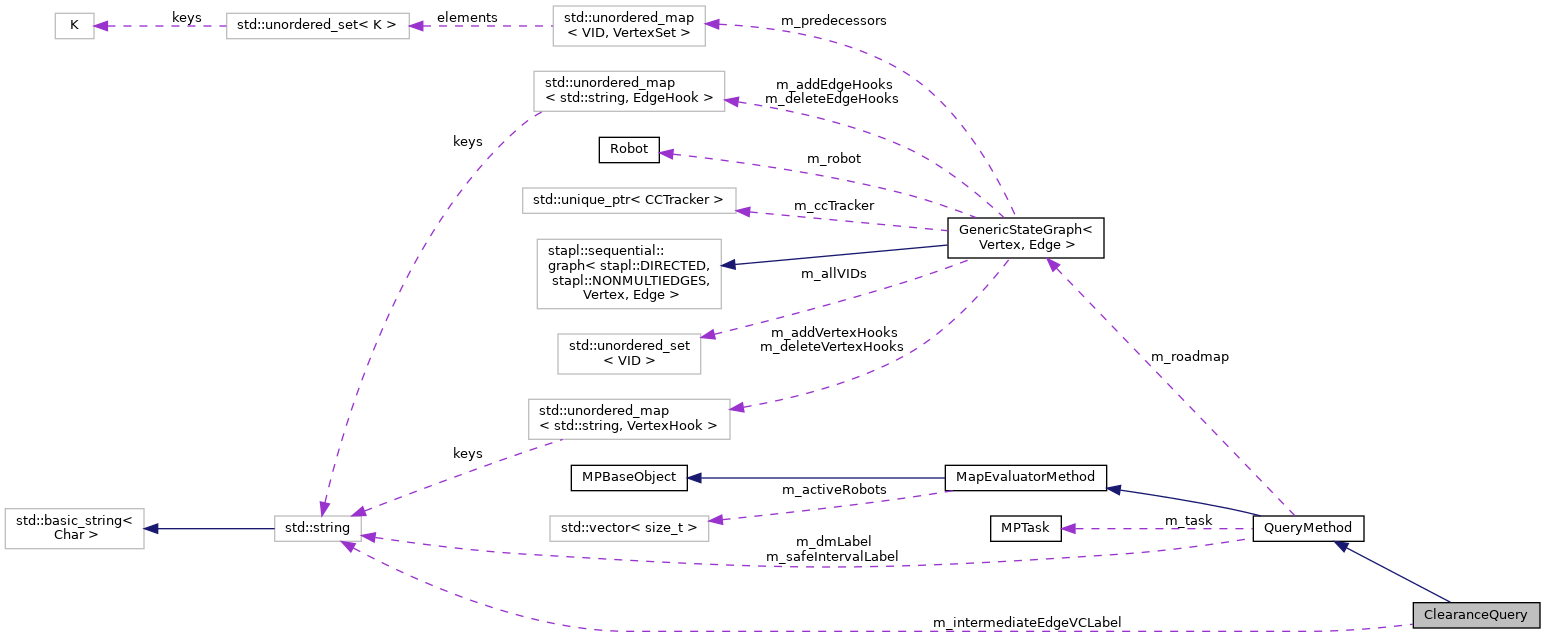 K
keys
std::unordered_set< K >
elements
std::unordered_map
< VID, VertexSet >
m_predecessors
std::unordered_map
< std::string, EdgeHook >
m_addEdgeHooks
m_deleteEdgeHooks
keys
Robot
m_robot
std::unique_ptr< CCTracker >
m_ccTracker
GenericStateGraph<
Vertex, Edge >
stapl::sequential::
graph< stapl::DIRECTED,
stapl::NONMULTIEDGES,
Vertex, Edge >
m_allVIDs
std::unordered_set
< VID >
m_addVertexHooks
m_deleteVertexHooks
m_roadmap
std::unordered_map
< std::string, VertexHook >
keys
MPBaseObject
MapEvaluatorMethod
m_activeRobots
std::vector< size_t >
std::basic_string<
Char >
std::string
MPTask
m_task
QueryMethod
m_dmLabel
m_safeIntervalLabel
ClearanceQuery
m_intermediateEdgeVCLabel